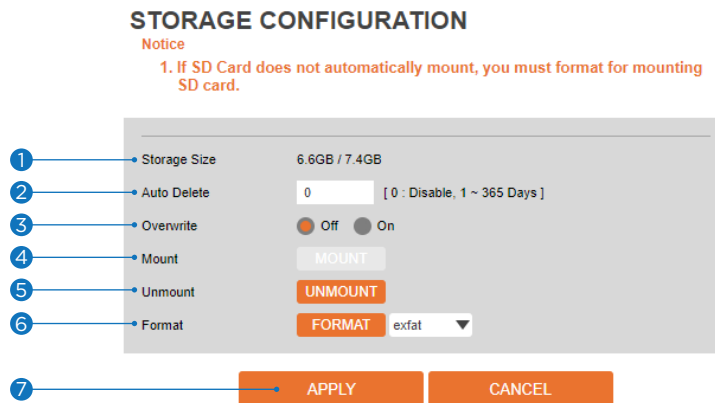 STORAGE CONFIGURATION
Notice
1. If SD Card does not automatically mount, you must format for mounting
SD card.
1 Storage Size 6.6GB / 7.4GB
2 Auto Delete 0 [ 0 : Disable, 1 ~ 365 Days ]
3 Overwrite Off On
4 Mount MOUNT
5 Unmount UNMOUNT
6 Format FORMAT exfat
7 APPLY CANCEL